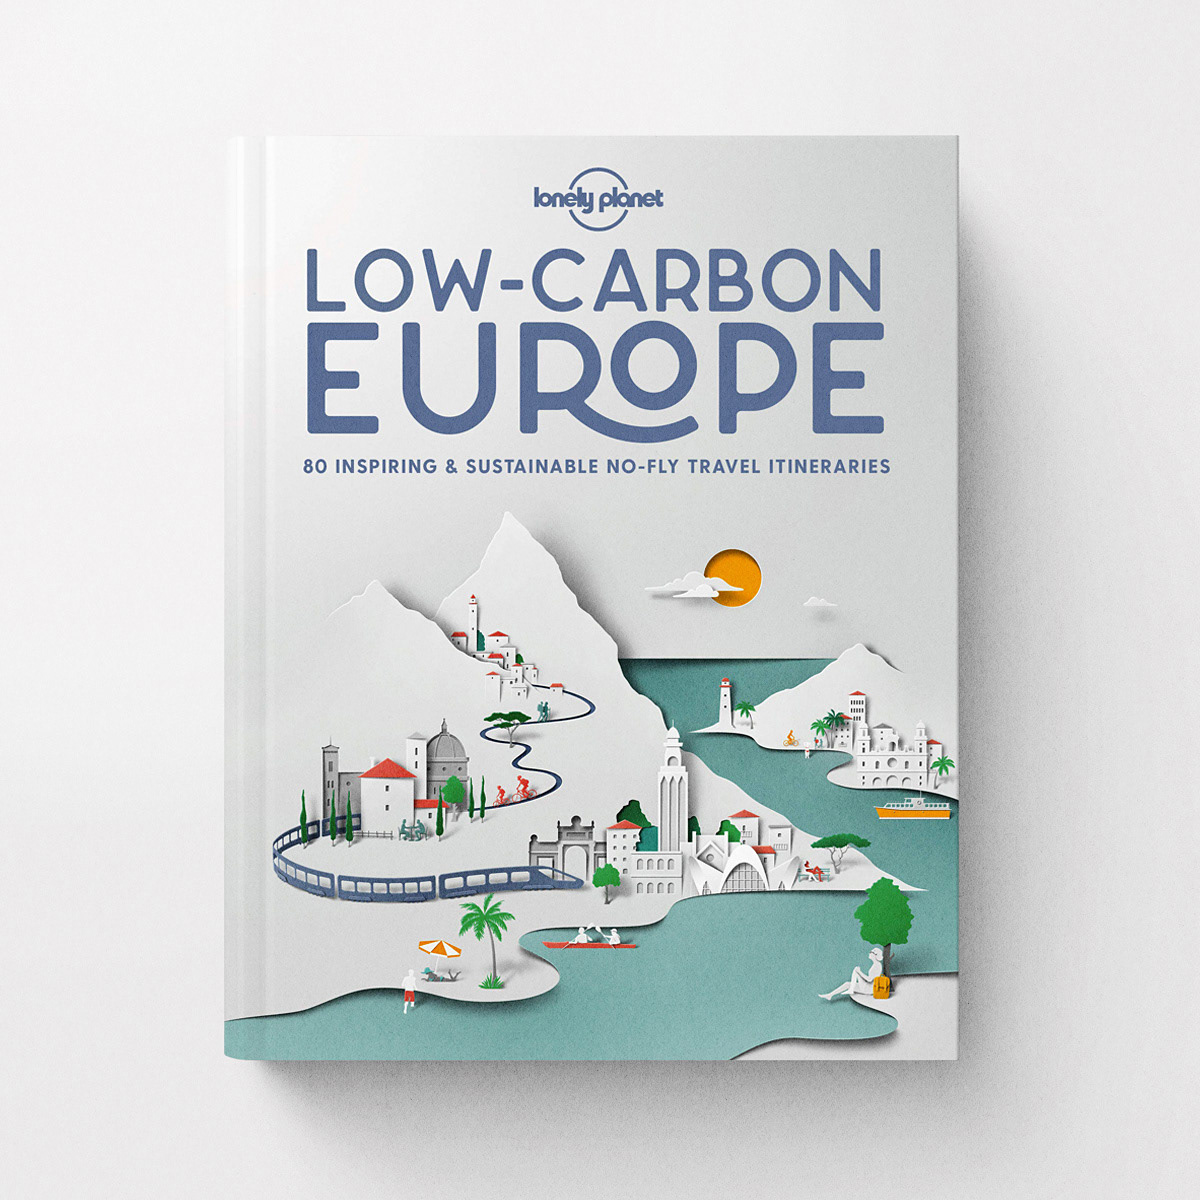 lonely planet
LOW-CARBON
EUROPE
80 INSPIRING & SUSTAINABLE NO-FLY TRAVEL ITINERARIES